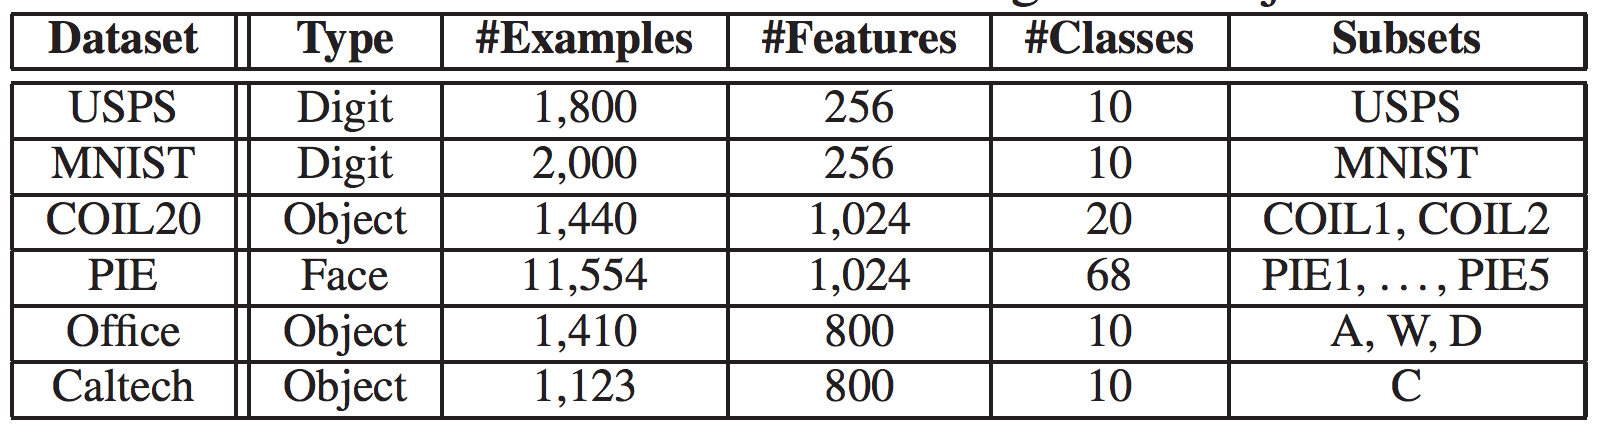 Dataset Type #Examples #Features #Classes Subsets
USPS Digit 1,800 256 10 USPS
MNIST Digit 2,000 256 10 MNIST
COIL20 Object 1,440 1,024 20 COIL1, COIL2
PIE Face 11,554 1,024 68 PIE1, ..., PIE5
Office Object 1,410 800 10 A, W, D
Caltech Object 1,123 800 10 C